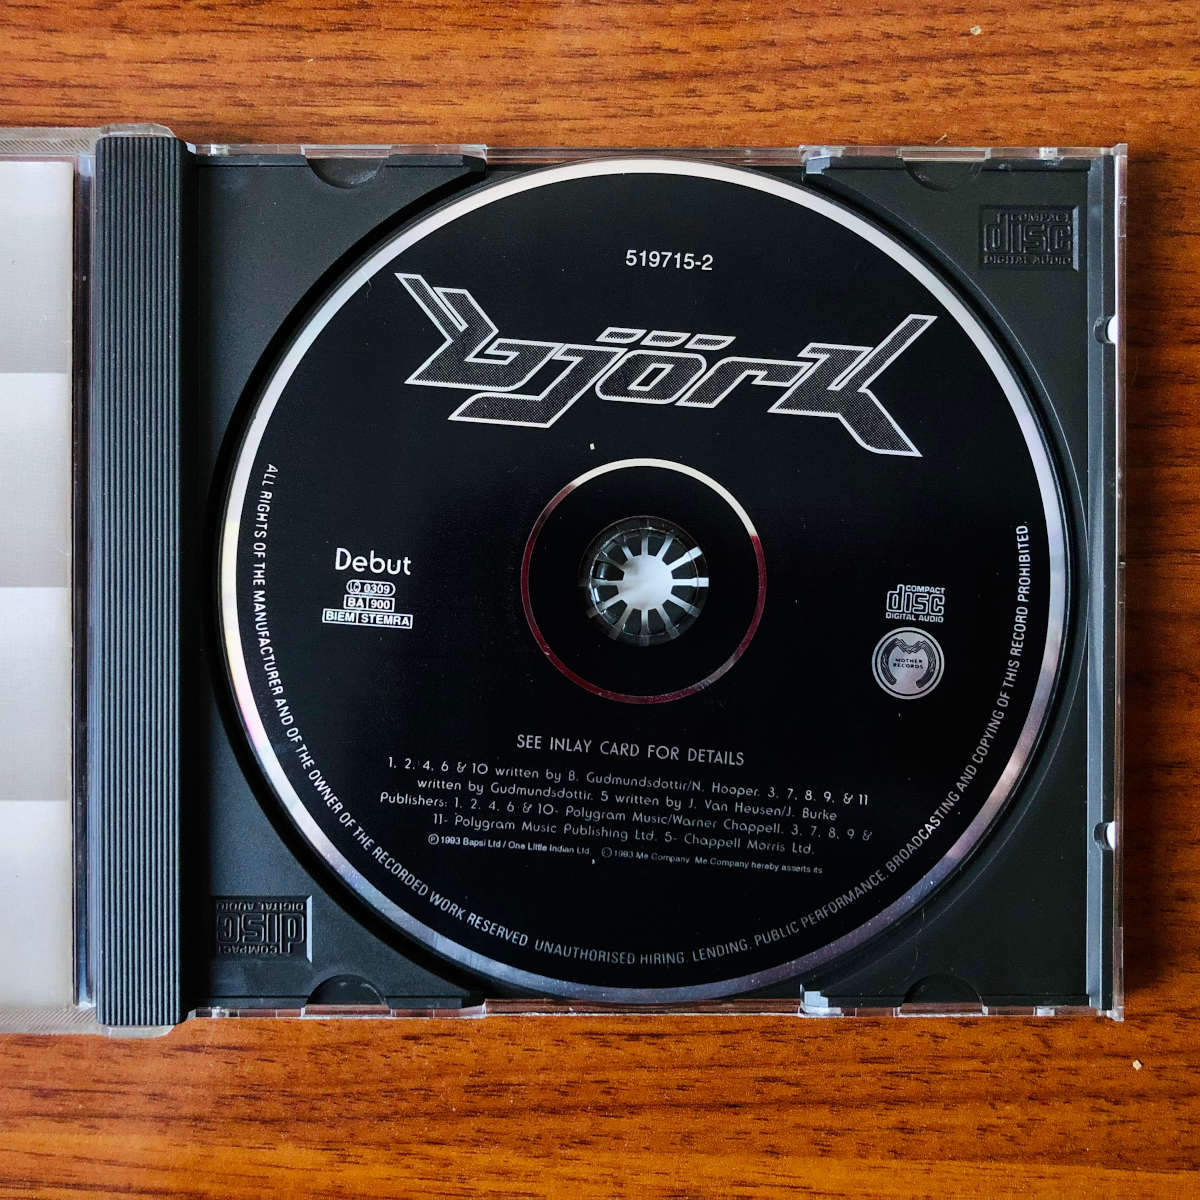 519715-2
björk
Debut
LC 6309
BA 900
BIEM STEMRA
COMPACT
disc
DIGITAL AUDIO
MOTHER
RECORDS
SEE INLAY CARD FOR DETAILS
1. 2. 4. 6 & 10 written by B. Gudmundsdottir/N. Hooper. 3. 7. 8. 9. & 11
written by Gudmundsdottir. 5 written by J. Van Heusen/J. Burke
Publishers: 1. 2. 4. 6 & 10- Polygram Music/Warner Chappell. 3. 7. 8. 9 &
11- Polygram Music Publishing Ltd. 5- Chappell Morris Ltd.
℗ 1993 Bapsi Ltd / One Little Indian Ltd. © 1993 Me Company. Me Company hereby asserts its
ALL RIGHTS OF THE MANUFACTURER AND OF THE OWNER OF THE RECORDED WORK RESERVED. UNAUTHORISED HIRING. LENDING. PUBLIC PERFORMANCE. BROADCASTING AND COPYING OF THIS RECORD PROHIBITED.
COMPACT
disc
DIGITAL AUDIO
COMPACT
disc
DIGITAL AUDIO